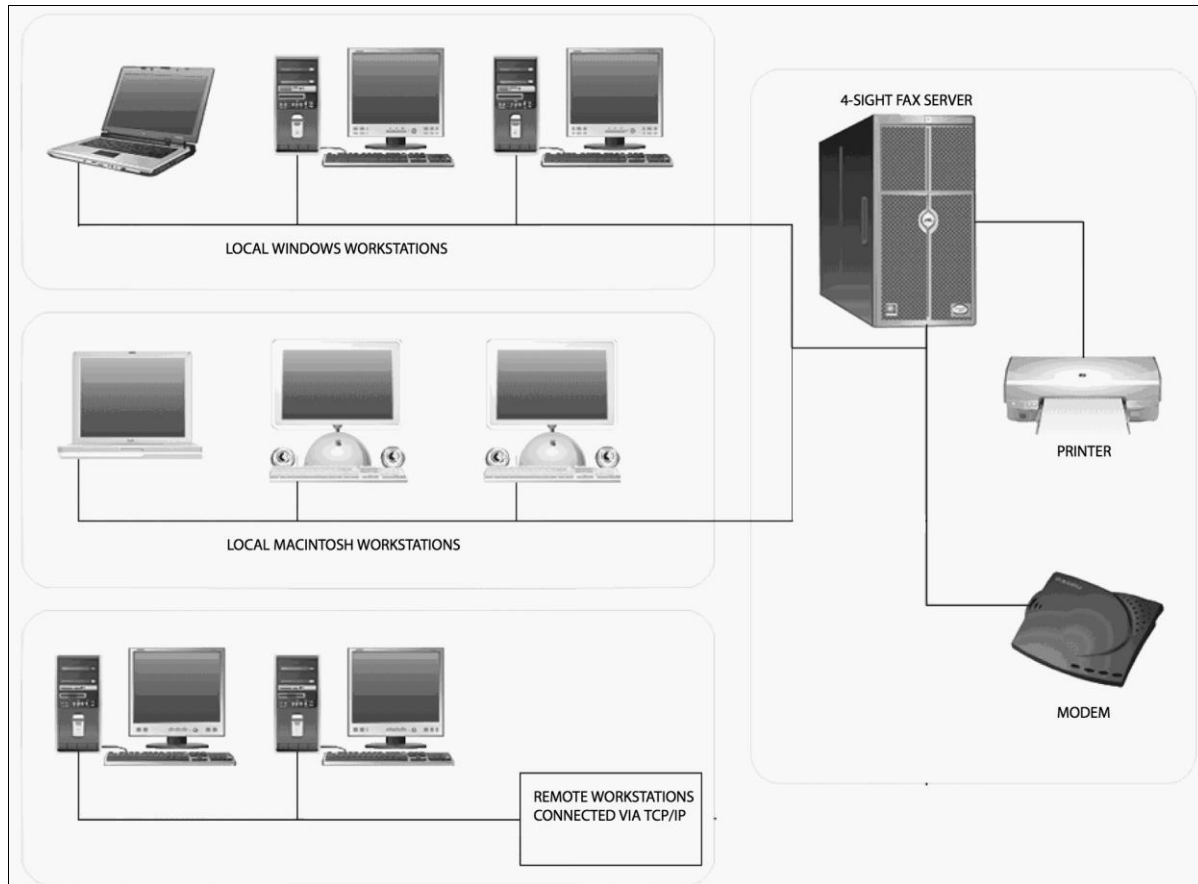 4-SIGHT FAX SERVER
LOCAL WINDOWS WORKSTATIONS
PRINTER
LOCAL MACINTOSH WORKSTATIONS
MODEM
REMOTE WORKSTATIONS
CONNECTED VIA TCP/IP